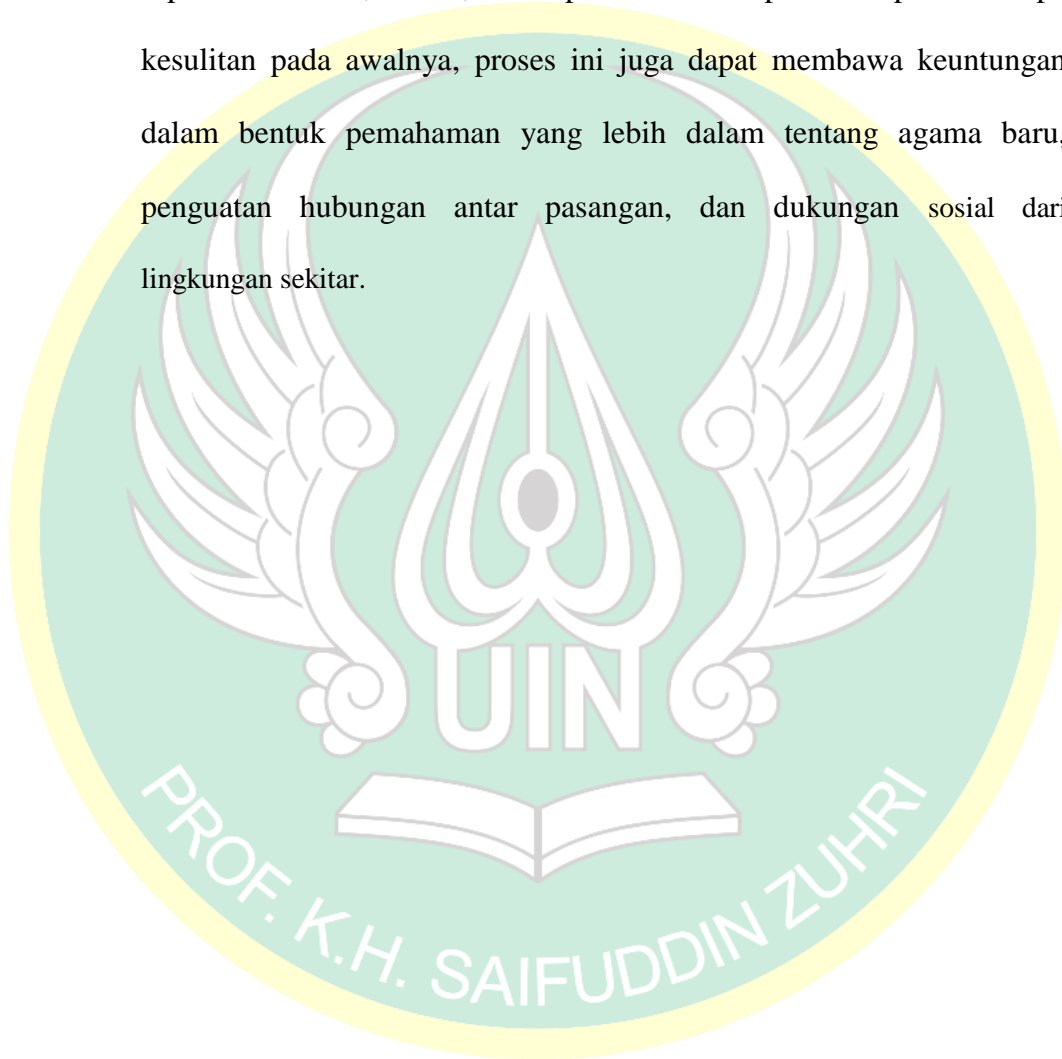 kesulitan pada awalnya, proses ini juga dapat membawa keuntungan
dalam bentuk pemahaman yang lebih dalam tentang agama baru,
penguatan hubungan antar pasangan, dan dukungan sosial dari
lingkungan sekitar.
UIN
PROF. K.H. SAIFUDDIN ZUHRI